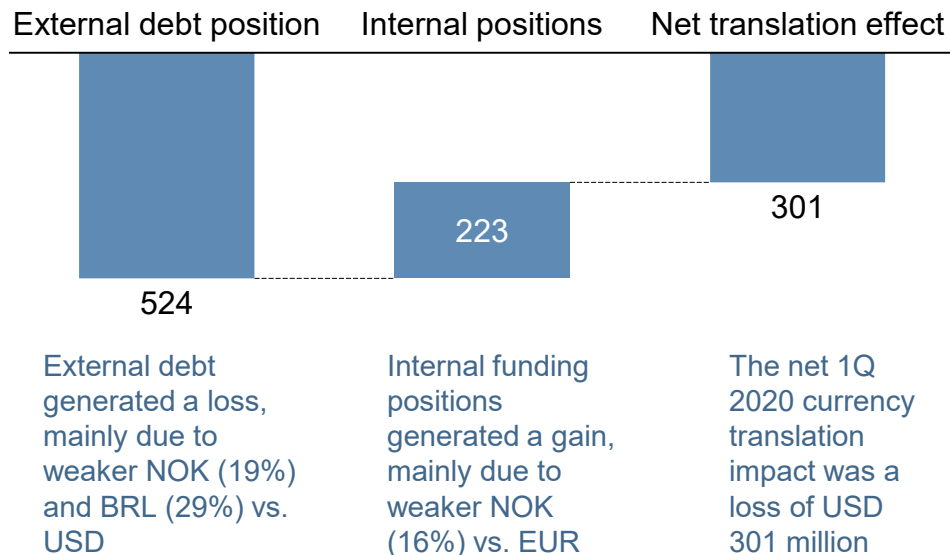 External debt position
Internal positions
Net translation effect
223
301
524
External debt
generated a loss,
mainly due to
weaker NOK (19%)
and BRL (29%) vs.
USD
Internal funding
positions
generated a gain,
mainly due to
weaker NOK
(16%) vs. EUR
The net 1Q
2020 currency
translation
impact was a
loss of USD
301 million